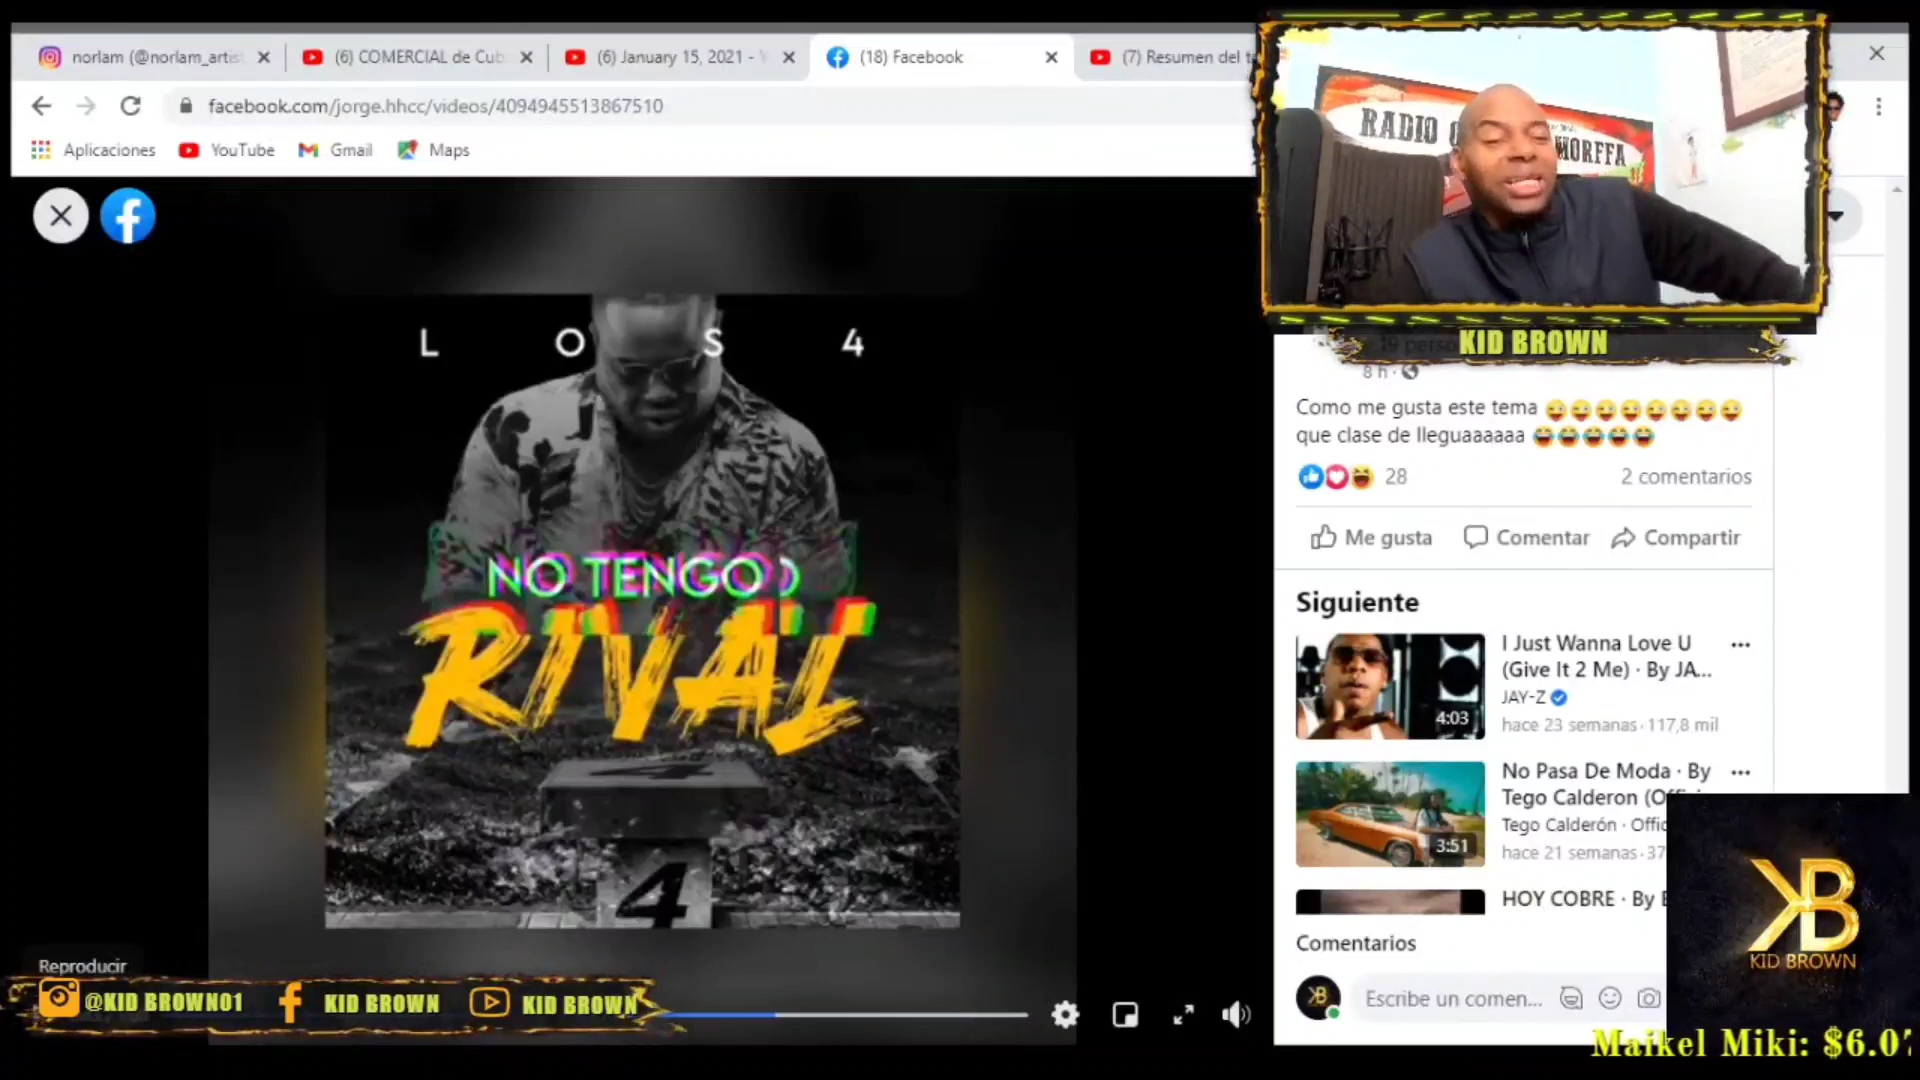 norlam (@norlam_artis
(6) COMERCIAL de Cub
(6) January 15, 2021 -
(18) Facebook
(7) Resumen del t
facebook.com/jorge.hhcc/videos/4094945513867510
Aplicaciones
YouTube
Gmail
Maps
RADIO
MORFFA
KID BROWN
LOS 4
NO TENGO
RIVAL
4
4
8 h
Como me gusta este tema
que clase de lleguaaaaaa
28
2 comentarios
Me gusta
Comentar
Compartir
Siguiente
I Just Wanna Love U
(Give It 2 Me) · By JA...
JAY-Z
hace 23 semanas · 117,8 mil
4:03
No Pasa De Moda · By
Tego Calderon (Of
Tego Calderón · Offic
hace 21 semanas · 37
3:51
HOY COBRE · By
Comentarios
Escribe un comen...
KB
KID BROWN
Reproducir
@KID BROWN01
KID BROWN
KID BROWN
Maikel Miki: $6.07